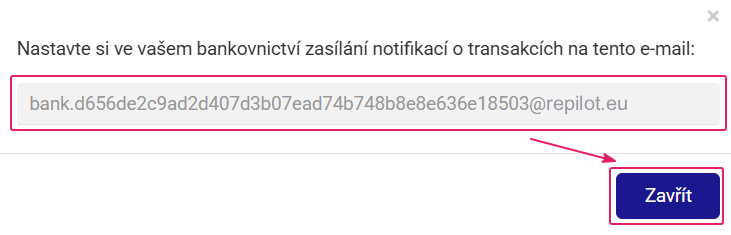 ×
Nastavte si ve vašem bankovnictví zasílání notifikací o transakcích na tento e-mail:
bank.d656de2c9ad2d407d3b07ead74b748b8e8e636e18503@repilot.eu
Zavřít